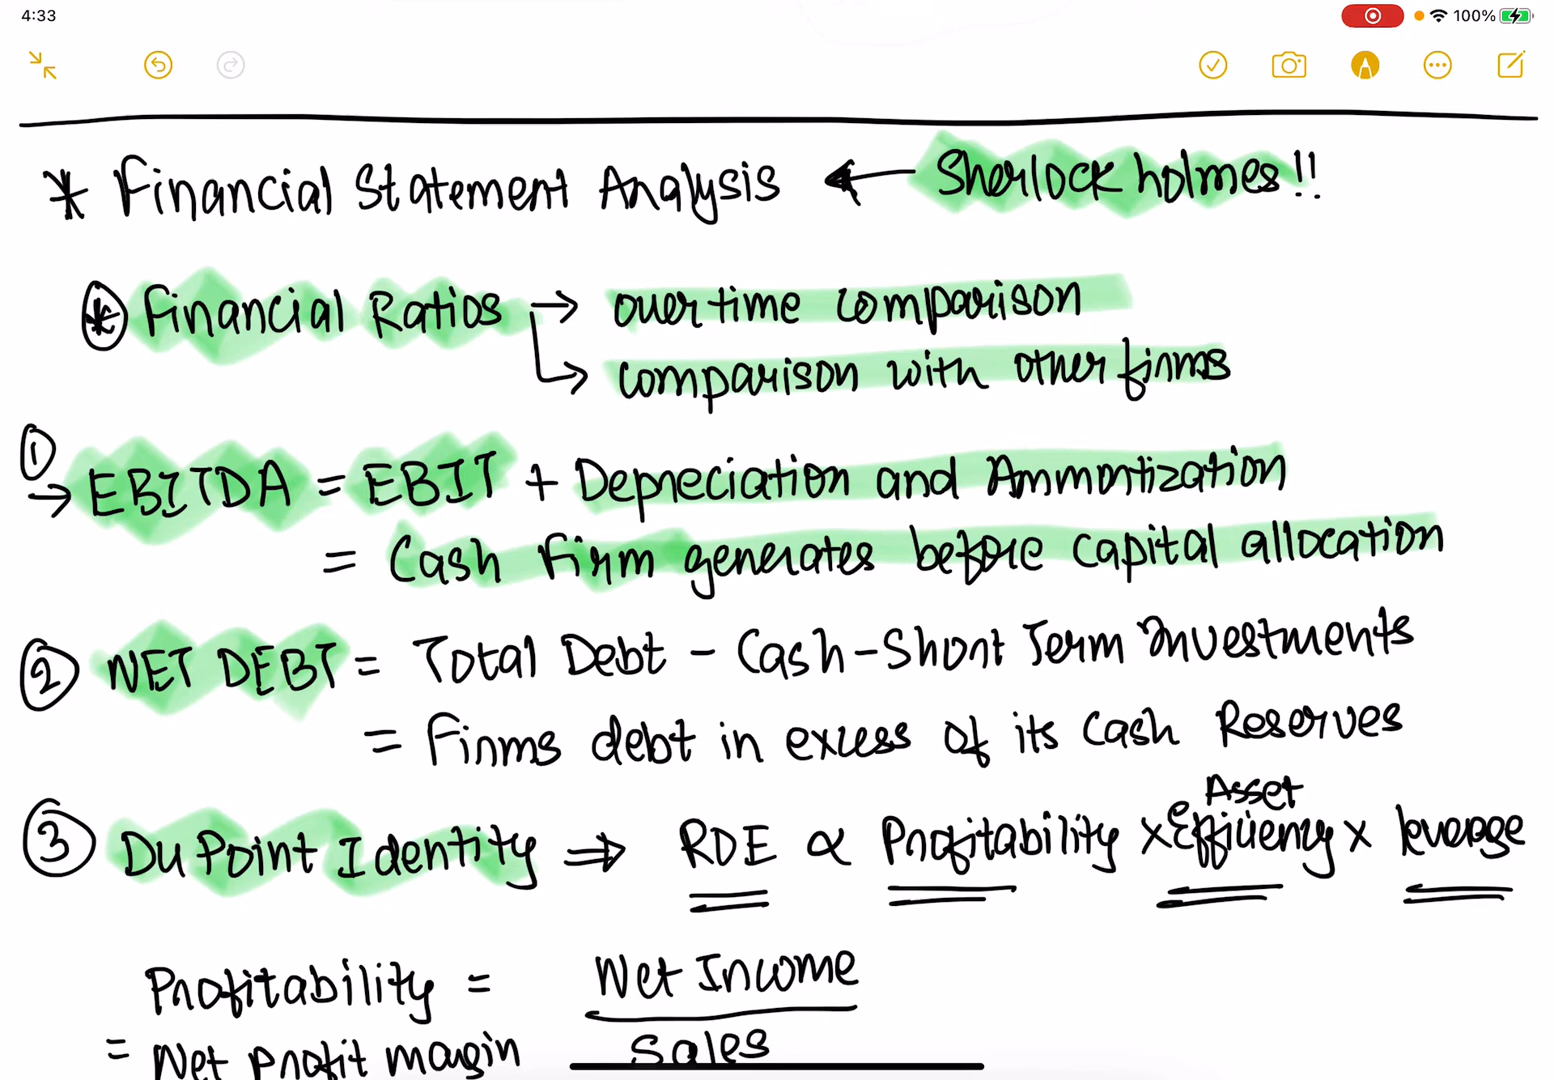 4:33
100%
* Financial Statement Analysis ← Sherlock holmes!!
* Financial Ratios → over time comparison
↳ comparison with other firms
①
→ EBITDA = EBIT + Depreciation and Ammortization
= Cash firm generates before capital allocation
② NET DEBT = Total Debt - Cash - Short Term Investments
= Firms debt in excess of its cash Reserves
Asset
③ Du Point Identity ⇒ ROE ∝ Profitability × Efficiency × leverage
Profitability = Net Income
= Net profit margin Sales